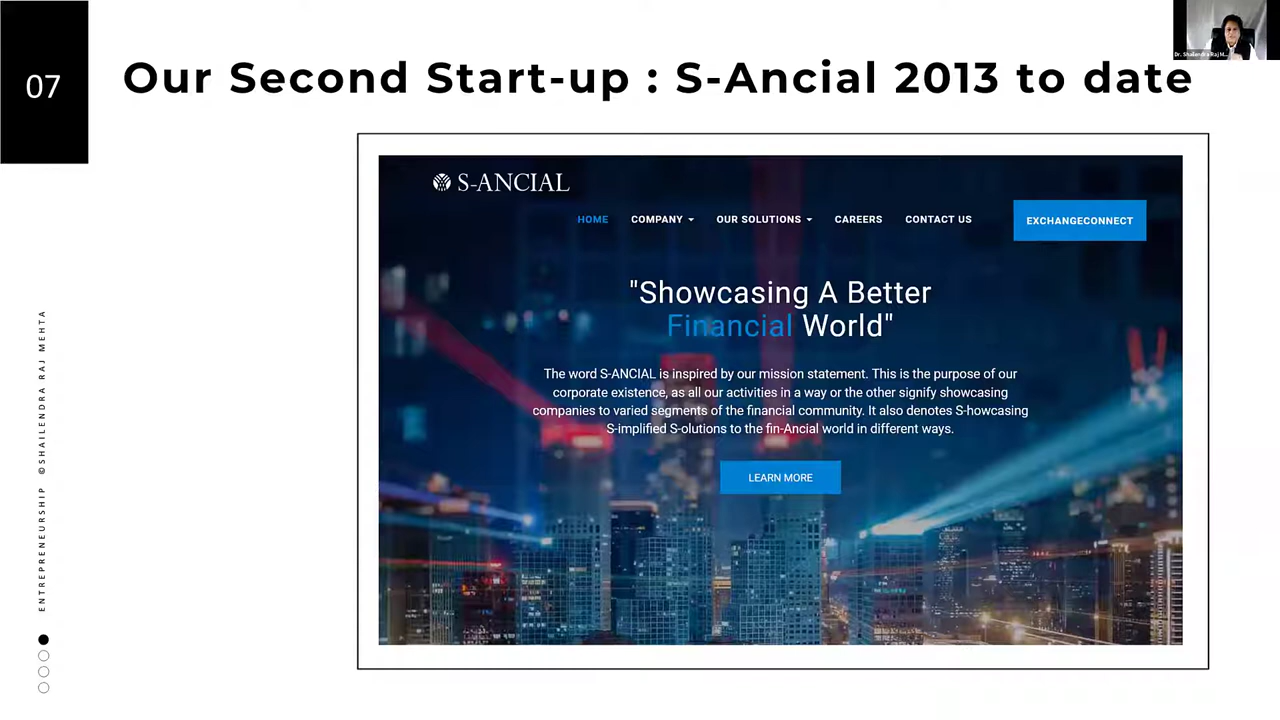 07
Our Second Start-up : S-Ancial 2013 to date
Dr. Shailendra Raj M...
S-ANCIAL
HOME COMPANY OUR SOLUTIONS CAREERS CONTACT US EXCHANGECONNECT
"Showcasing A Better
Financial World"
The word S-ANCIAL is inspired by our mission statement. This is the purpose of our
corporate existence, as all our activities in a way or the other signify showcasing
companies to varied segments of the financial community. It also denotes S-howcasing
S-implified S-olutions to the fin-Ancial world in different ways.
LEARN MORE
ENTREPRENEURSHIP ©SHAILENDRA RAJ MEHTA